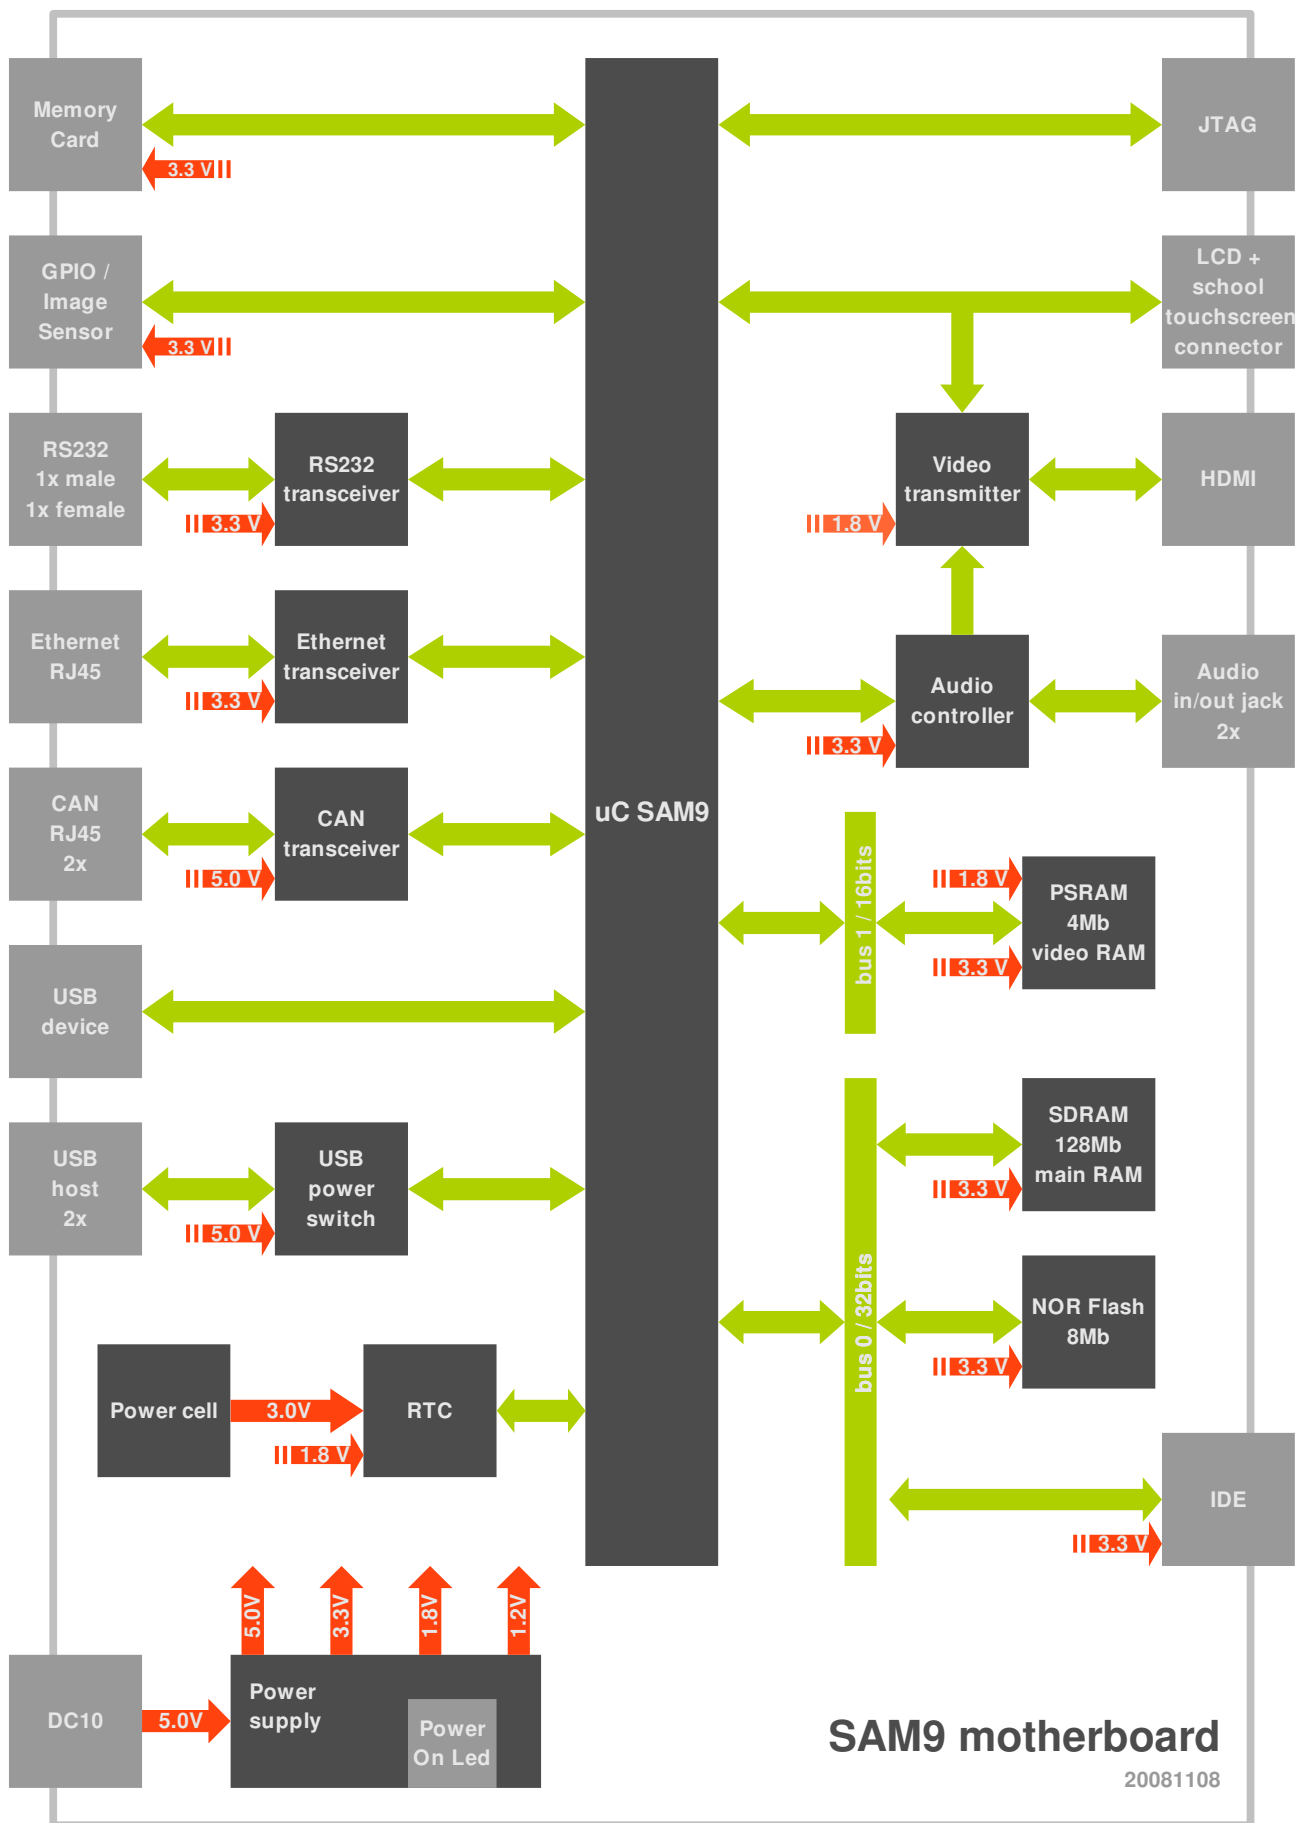 Memory
Card
3.3 V
GPIO /
Image
Sensor
3.3 V
RS232
1x male
1x female
RS232
transceiver
3.3 V
Ethernet
RJ45
Ethernet
transceiver
3.3 V
CAN
RJ45
2x
CAN
transceiver
5.0 V
USB
device
USB
host
2x
USB
power
switch
5.0 V
Power cell
3.0V
RTC
1.8 V
5.0V
3.3V
1.8V
1.2V
DC10
5.0V
Power
supply
Power
On Led
uC SAM9
JTAG
LCD +
school
touchscreen
connector
Video
transmitter
1.8 V
HDMI
Audio
controller
3.3 V
Audio
in/out jack
2x
bus 1 / 16bits
1.8 V
PSRAM
4Mb
video RAM
3.3 V
bus 0 / 32bits
SDRAM
128Mb
main RAM
3.3 V
NOR Flash
8Mb
3.3 V
IDE
3.3 V
SAM9 motherboard
20081108